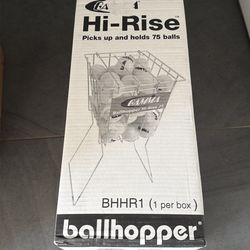 Hi-Rise®
Picks up and holds 75 balls
GAMMA
BHHR1 (1 per box)
ballhopper®